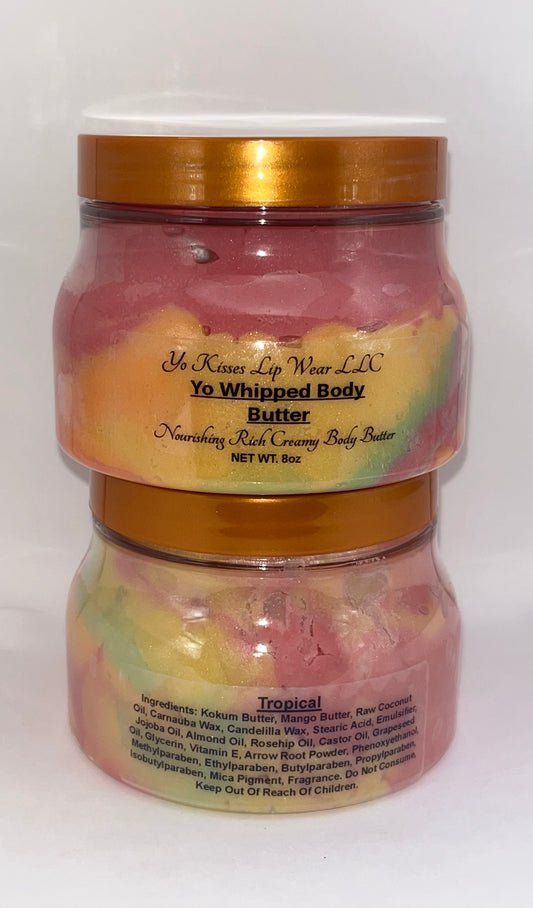 Yo Kisses Lip Wear LLC
Yo Whipped Body
Butter
Nourishing Rich Creamy Body Butter
NET WT. 8oz
Tropical
Ingredients: Kokum Butter, Mango Butter, Raw Coconut
Oil, Carnauba Wax, Candelilla Wax, Stearic Acid, Emulsifier,
Jojoba Oil, Almond Oil, Rosehip Oil, Castor Oil, Grapeseed
Oil, Glycerin, Vitamin E, Arrow Root Powder, Phenoxyethanol,
Methylparaben, Ethylparaben, Butylparaben, Propylparaben,
Isobutylparaben, Mica Pigment, Fragrance. Do Not Consume,
Keep Out Of Reach Of Children.